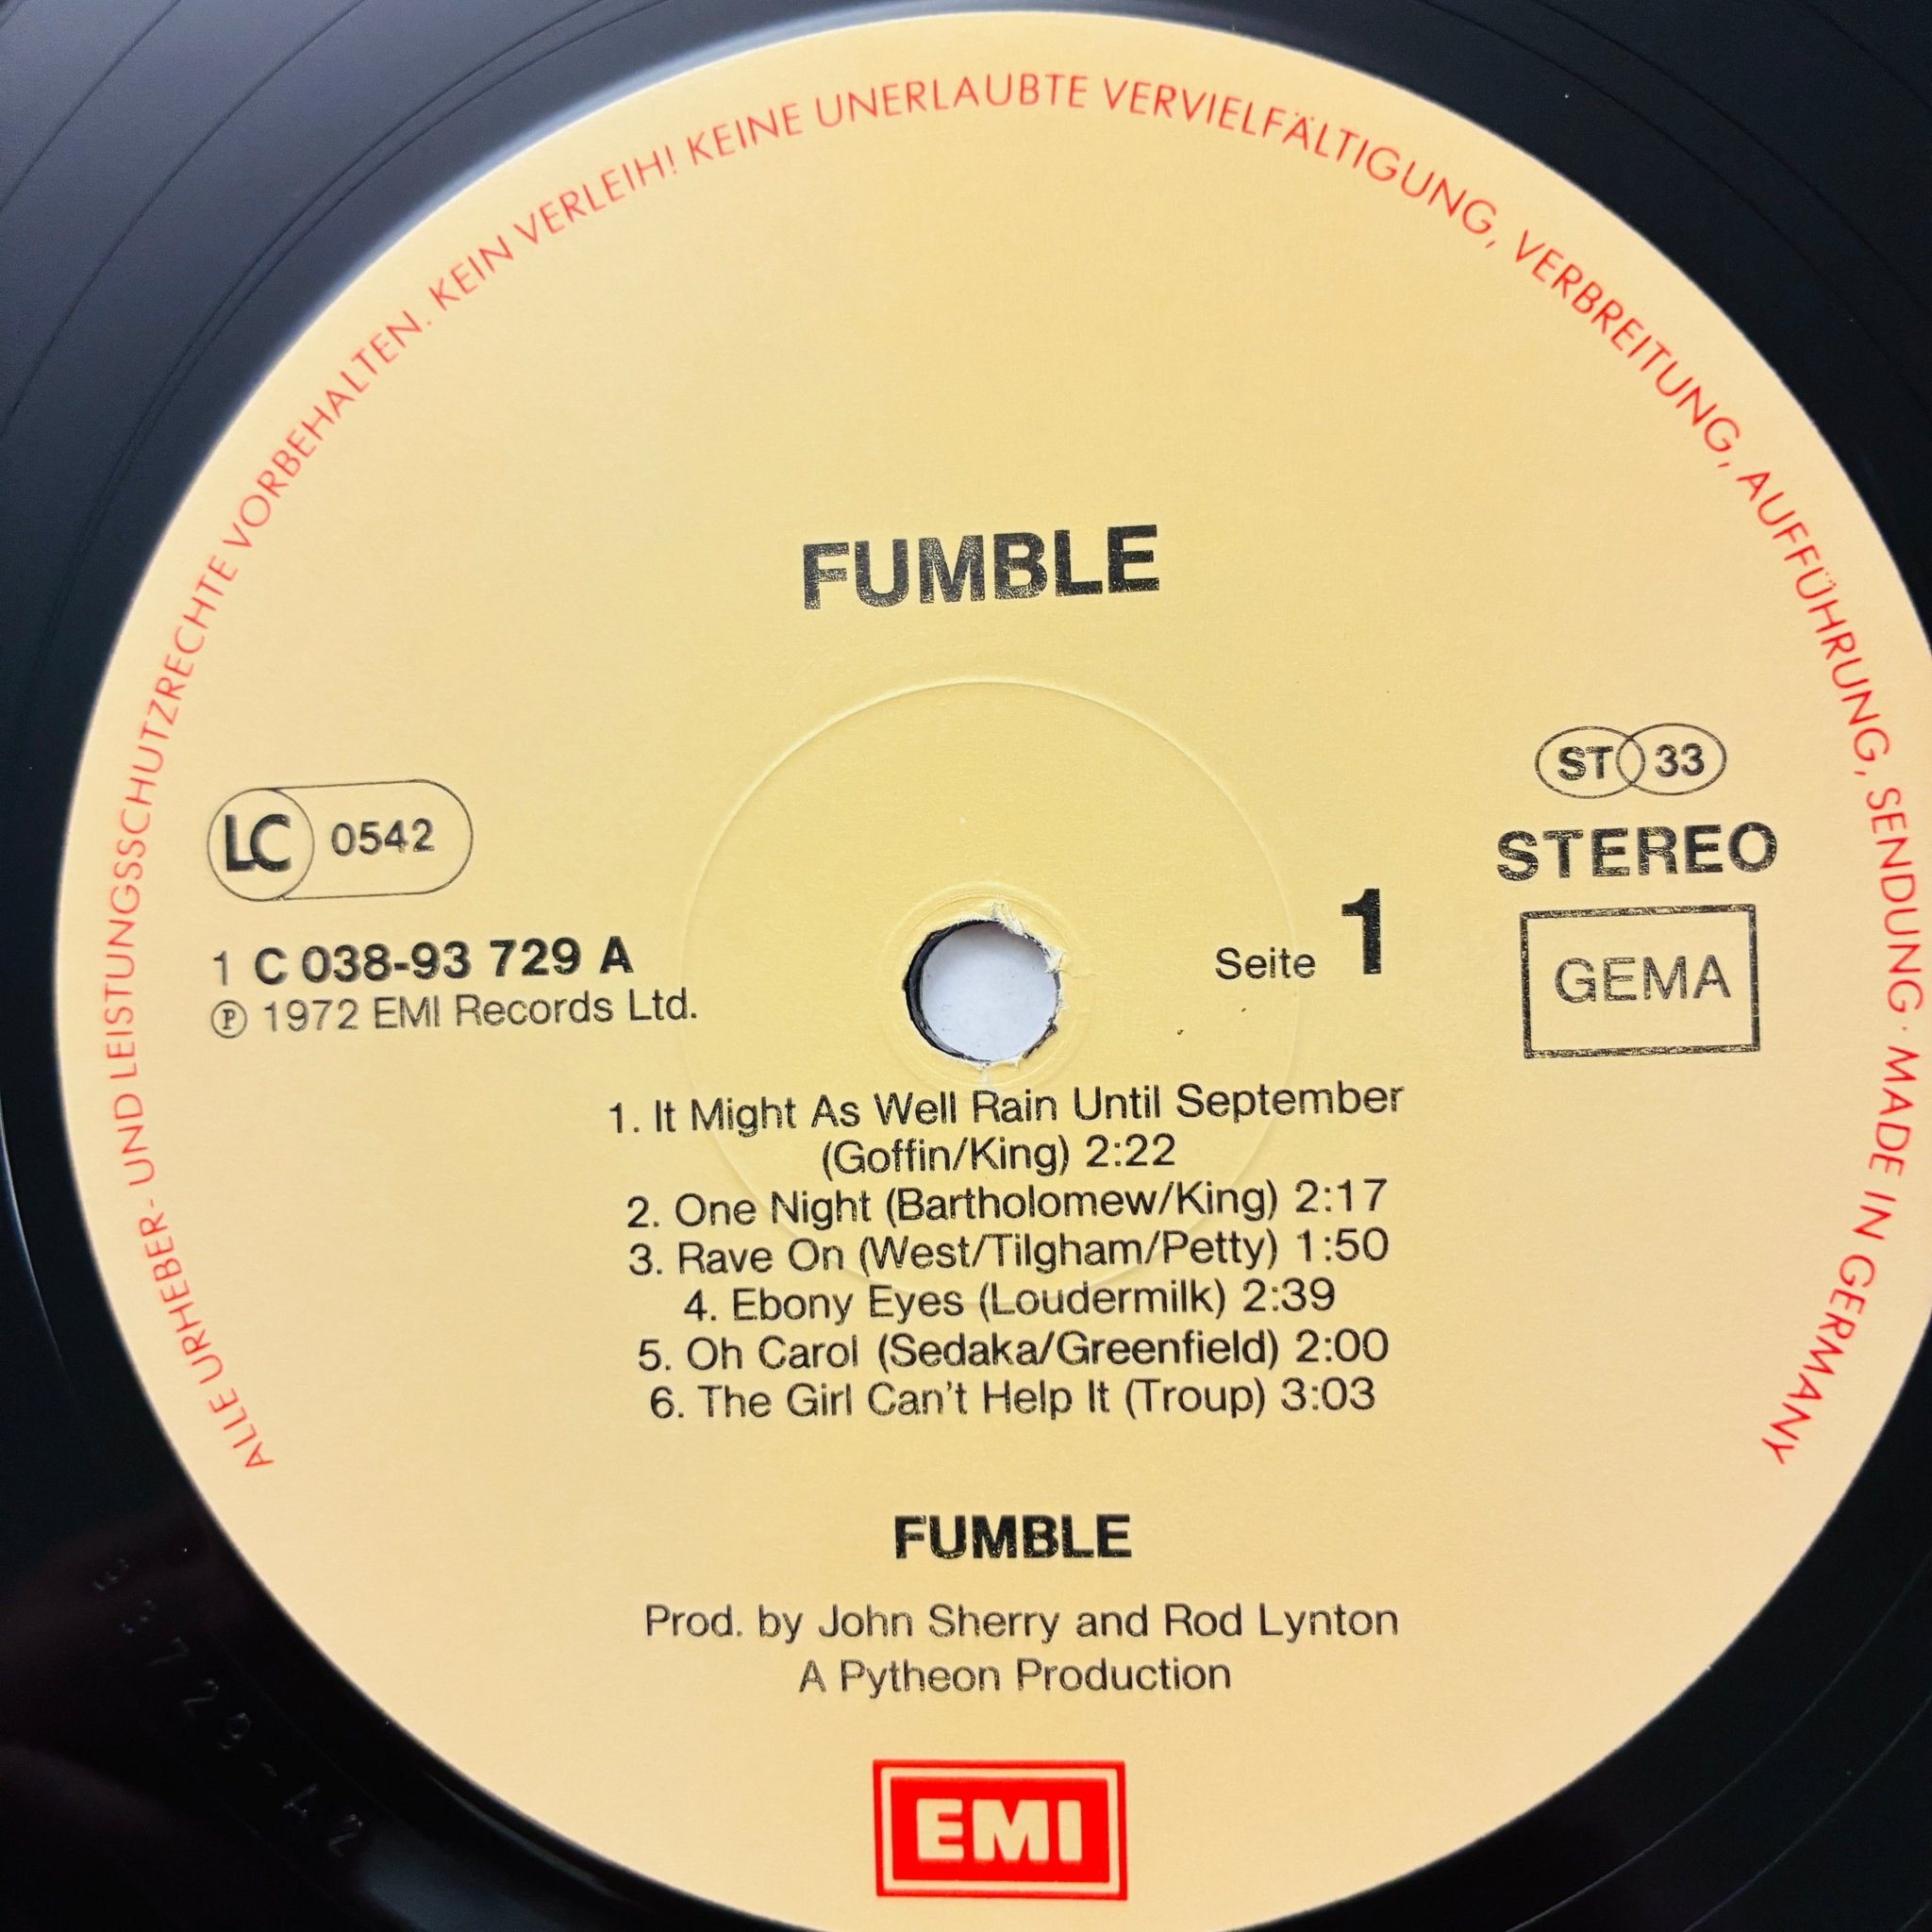 ALLE URHEBER- UND LEISTUNGSSCHUTZRECHTE VORBEHALTEN. KEIN VERLEIH! KEINE UNERLAUBTE VERVIELFÄLTIGUNG, VERBREITUNG, AUFFÜHRUNG, SENDUNG · MADE IN GERMANY
FUMBLE
ST 33
STEREO
LC 0542
GEMA
1 C 038-93 729 A
℗ 1972 EMI Records Ltd.
Seite 1
1. It Might As Well Rain Until September
(Goffin/King) 2:22
2. One Night (Bartholomew/King) 2:17
3. Rave On (West/Tilgham/Petty) 1:50
4. Ebony Eyes (Loudermilk) 2:39
5. Oh Carol (Sedaka/Greenfield) 2:00
6. The Girl Can't Help It (Troup) 3:03
FUMBLE
Prod. by John Sherry and Rod Lynton
A Pytheon Production
EMI